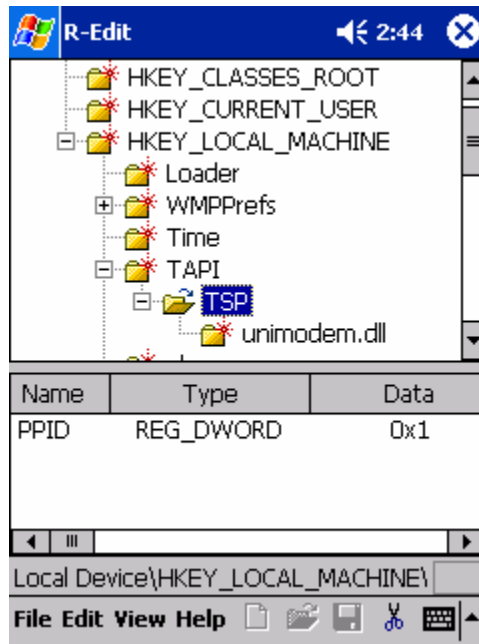 R-Edit 2:44
HKEY_CLASSES_ROOT
HKEY_CURRENT_USER
HKEY_LOCAL_MACHINE
Loader
WMPPrefs
Time
TAPI
TSP
unimodem.dll
Name Type Data
PPID REG_DWORD 0x1
Local Device\HKEY_LOCAL_MACHINE\
File Edit View Help